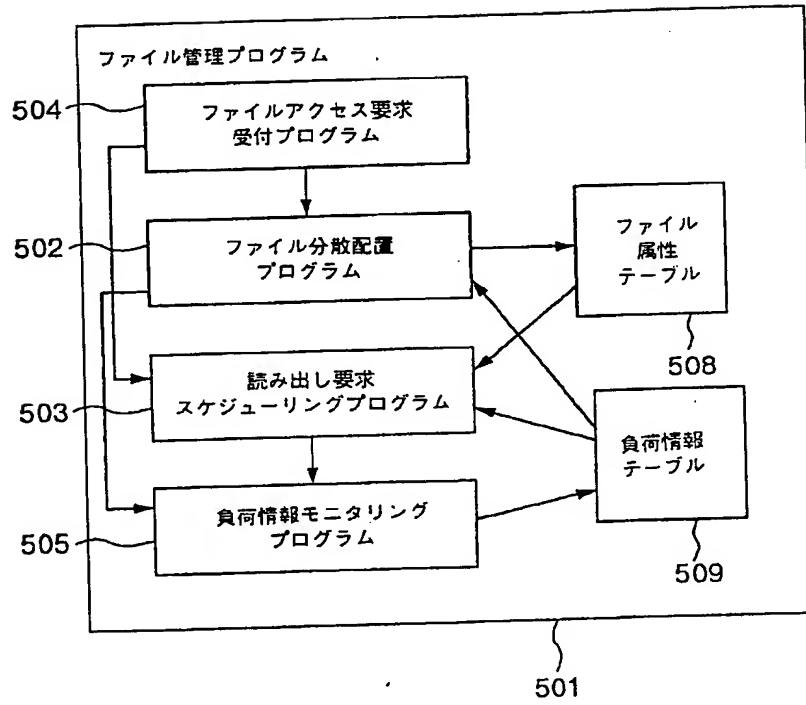 ファイル管理プログラム
504
ファイルアクセス要求
受付プログラム
502
ファイル分散配置
プログラム
ファイル
属性
テーブル
508
503
読み出し要求
スケジューリングプログラム
負荷情報
テーブル
509
505
負荷情報モニタリング
プログラム
501